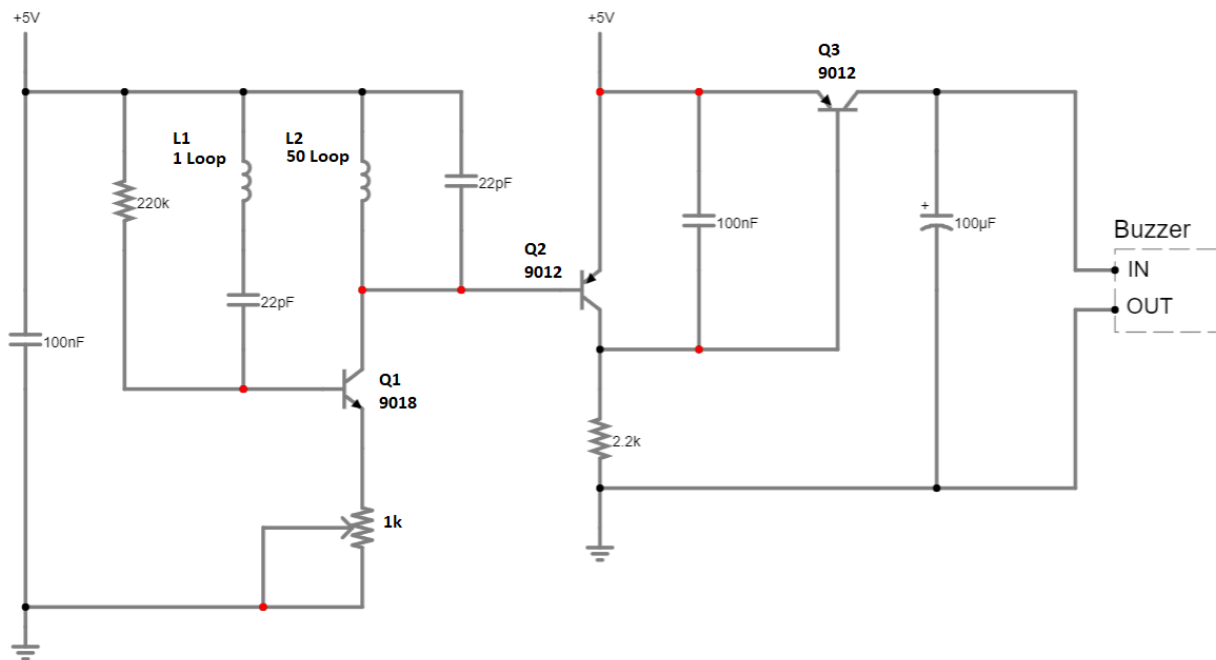 +5V
+5V
Q3
9012
L1
1 Loop
L2
50 Loop
220k
22pF
100nF
+
100µF
Buzzer
IN
OUT
Q2
9012
22pF
100nF
Q1
9018
2.2k
1k